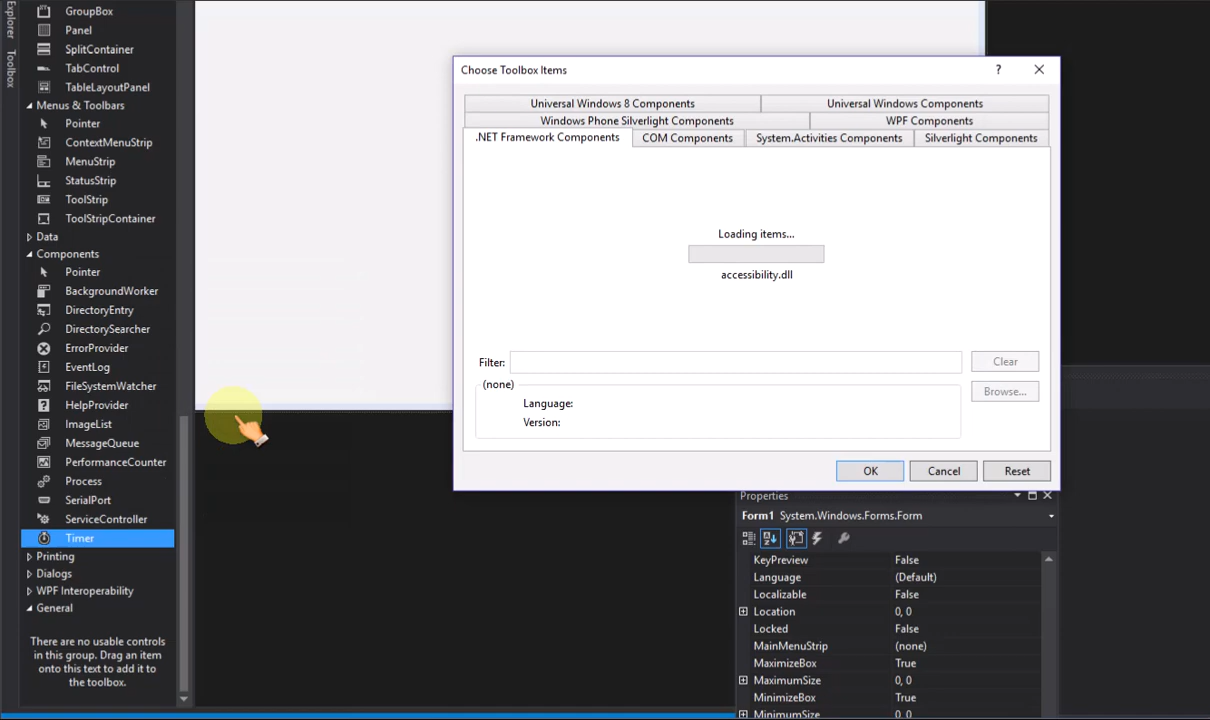 Explorer
Toolbox
GroupBox
Panel
SplitContainer
TabControl
TableLayoutPanel
Menus & Toolbars
Pointer
ContextMenuStrip
MenuStrip
StatusStrip
ToolStrip
ToolStripContainer
Data
Components
Pointer
BackgroundWorker
DirectoryEntry
DirectorySearcher
ErrorProvider
EventLog
FileSystemWatcher
HelpProvider
ImageList
MessageQueue
PerformanceCounter
Process
SerialPort
ServiceController
Timer
Printing
Dialogs
WPF Interoperability
General
There are no usable controls
in this group. Drag an item
onto this text to add it to
the toolbox.
Choose Toolbox Items
?
Universal Windows 8 Components
Universal Windows Components
Windows Phone Silverlight Components
WPF Components
.NET Framework Components
COM Components
System.Activities Components
Silverlight Components
Loading items...
accessibility.dll
Filter:
Clear
(none)
Language:
Version:
Browse...
OK
Cancel
Reset
Properties
Form1 System.Windows.Forms.Form
KeyPreview False
Language (Default)
Localizable False
Location 0, 0
Locked False
MainMenuStrip (none)
MaximizeBox True
MaximumSize 0, 0
MinimizeBox True
MinimumSize 0, 0